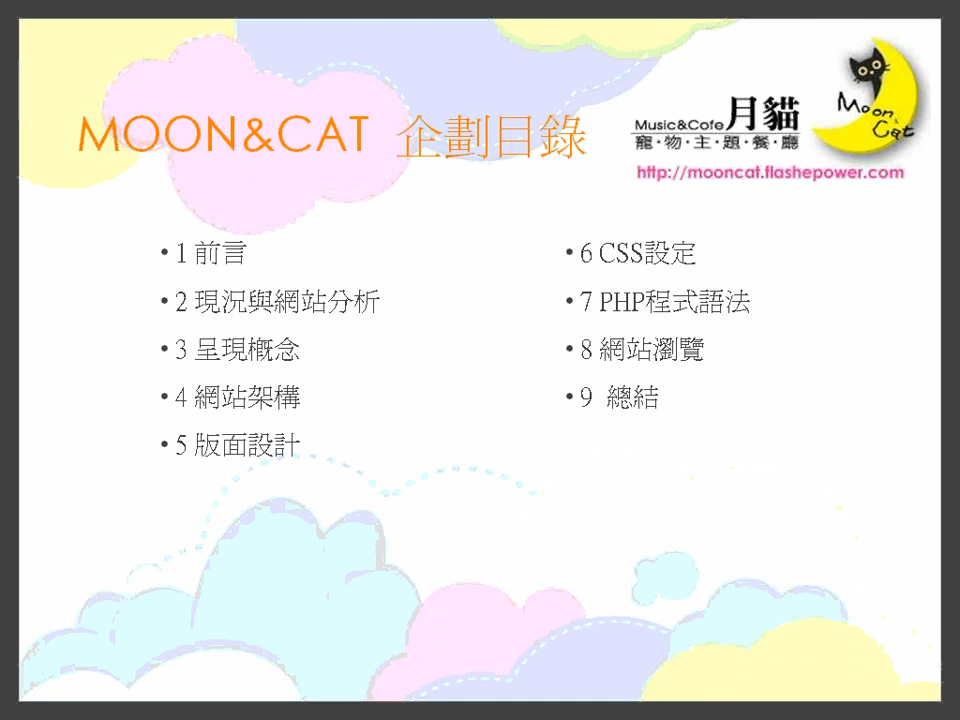 MOON&CAT 企劃目錄
Music&Cofe 月貓
寵・物・主・題・餐・廳
Moon & Cat
http://mooncat.flashepower.com
• 1 前言
• 2 現況與網站分析
• 3 呈現概念
• 4 網站架構
• 5 版面設計
• 6 CSS設定
• 7 PHP程式語法
• 8 網站瀏覽
• 9 總結